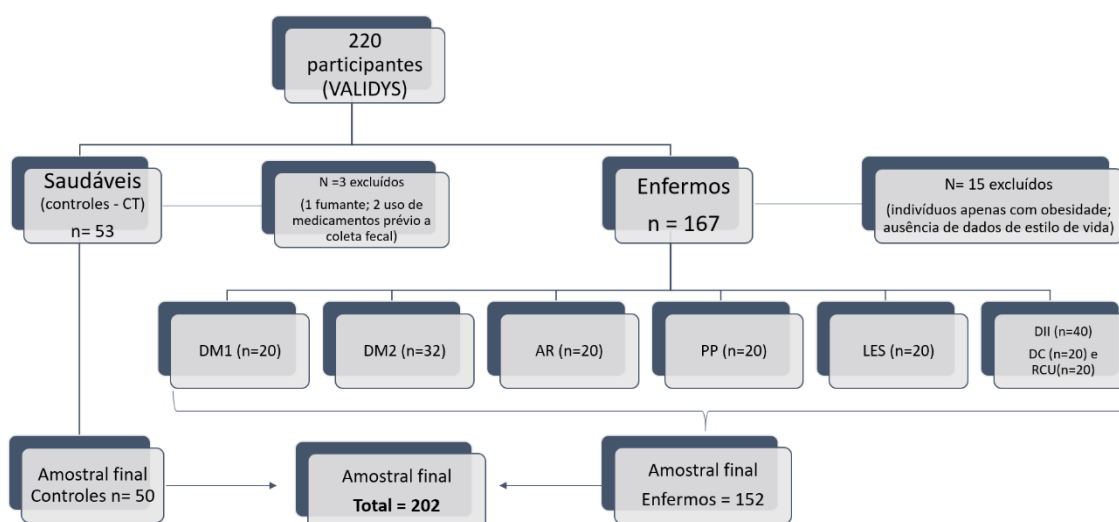 220
participantes
(VALIDYS)
Saudáveis
(controles - CT)
n= 53
N =3 excluídos
(1 fumante; 2 uso de
medicamentos prévio a
coleta fecal)
Enfermos
n = 167
N= 15 excluídos
(indivíduos apenas com obesidade;
ausência de dados de estilo de vida)
DM1 (n=20)
DM2 (n=32)
AR (n=20)
PP (n=20)
LES (n=20)
DII (n=40)
DC (n=20) e
RCU(n=20)
Amostral final
Controles n= 50
Amostral final
Total = 202
Amostral final
Enfermos = 152